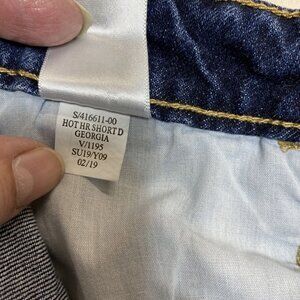 S/416611-00
HOT HR SHORT D
GEORGIA
V/1195
SU19/Y09
02/19